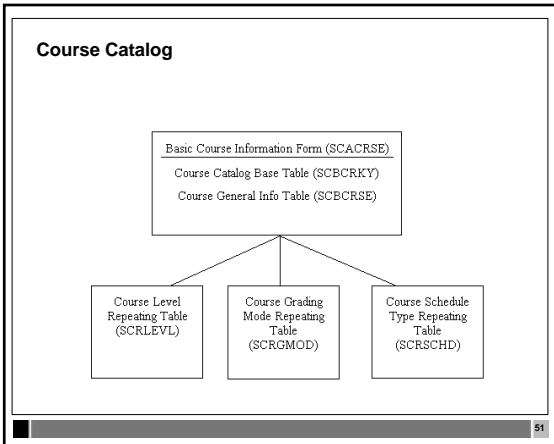 Course Catalog
Basic Course Information Form (SCACRSE)
Course Catalog Base Table (SCBCRKY)
Course General Info Table (SCBCRSE)
Course Level
Repeating Table
(SCRLEVL)
Course Grading
Mode Repeating
Table
(SCRGMOD)
Course Schedule
Type Repeating
Table
(SCRSCHD)
51